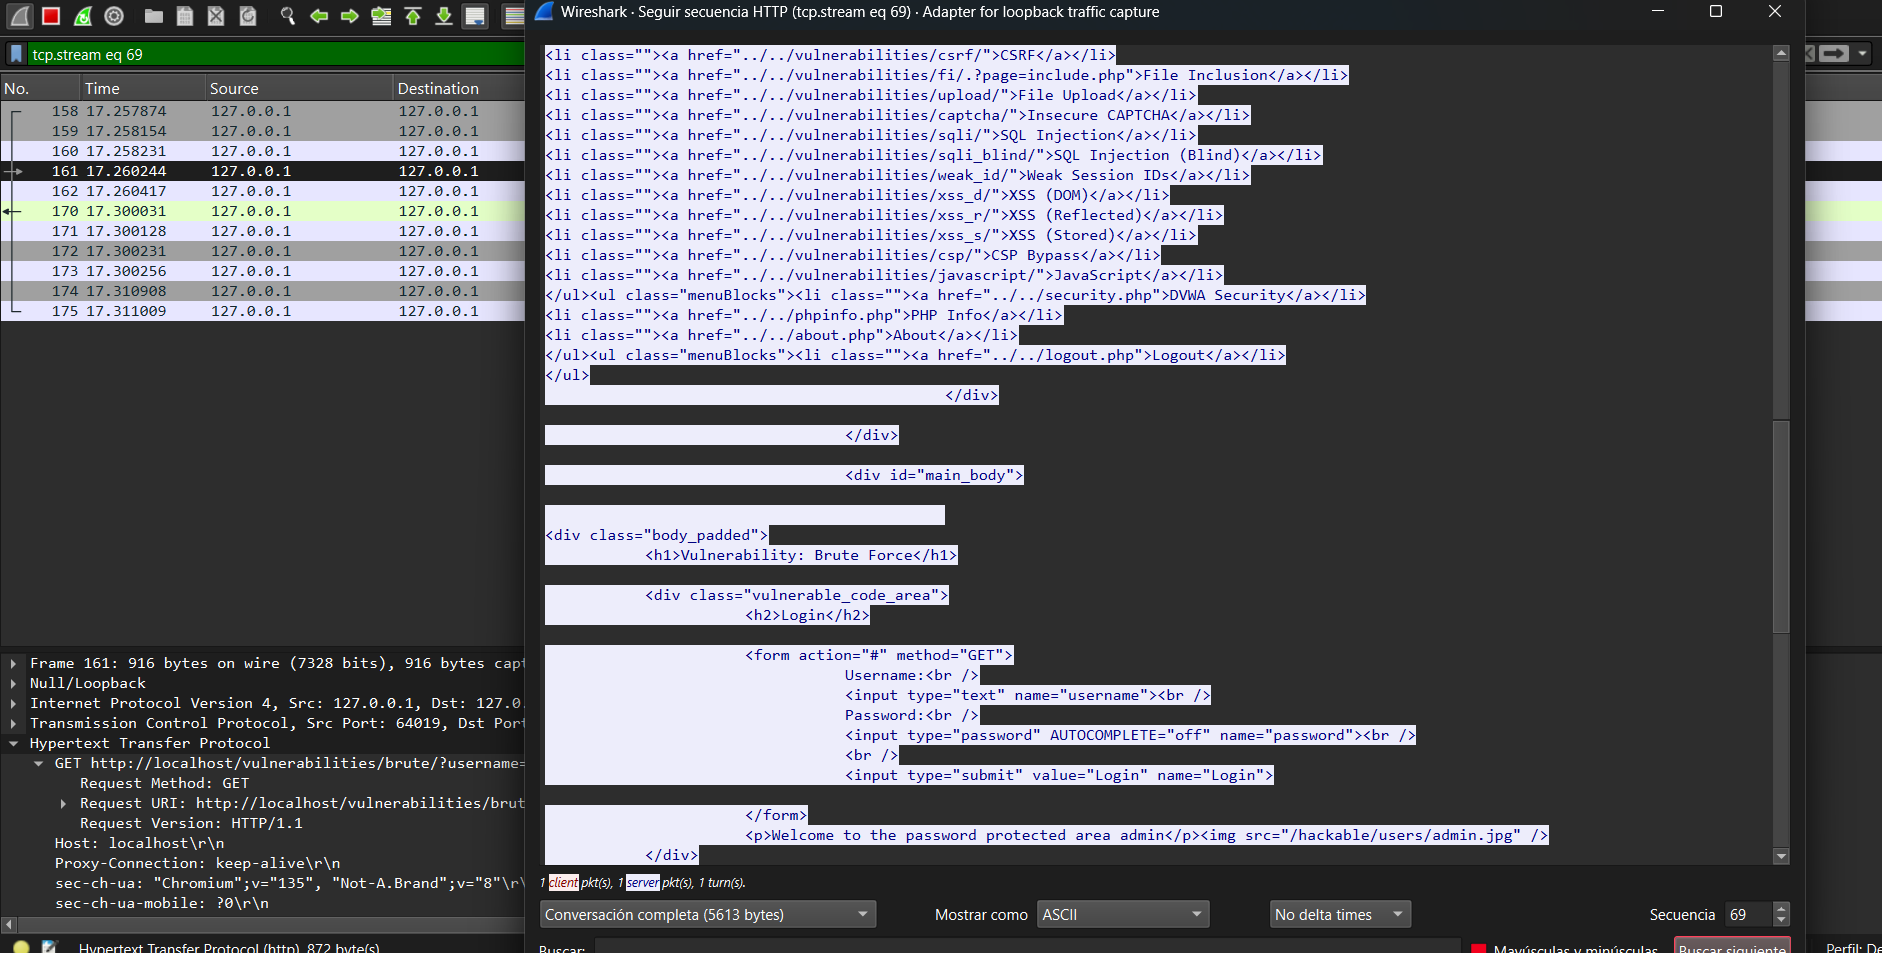 Wireshark · Seguir secuencia HTTP (tcp.stream eq 69) · Adapter for loopback traffic capture
tcp.stream eq 69
No. Time Source Destination
158 17.257874 127.0.0.1 127.0.0.1
159 17.258154 127.0.0.1 127.0.0.1
160 17.258231 127.0.0.1 127.0.0.1
161 17.260244 127.0.0.1 127.0.0.1
162 17.260417 127.0.0.1 127.0.0.1
170 17.300031 127.0.0.1 127.0.0.1
171 17.300128 127.0.0.1 127.0.0.1
172 17.300231 127.0.0.1 127.0.0.1
173 17.300256 127.0.0.1 127.0.0.1
174 17.310908 127.0.0.1 127.0.0.1
175 17.311009 127.0.0.1 127.0.0.1
Frame 161: 916 bytes on wire (7328 bits), 916 bytes capt
Null/Loopback
Internet Protocol Version 4, Src: 127.0.0.1, Dst: 127.0.
Transmission Control Protocol, Src Port: 64019, Dst Port
Hypertext Transfer Protocol
GET http://localhost/vulnerabilities/brute/?username=
Request Method: GET
Request URI: http://localhost/vulnerabilities/brut
Request Version: HTTP/1.1
Host: localhost\r\n
Proxy-Connection: keep-alive\r\n
sec-ch-ua: "Chromium";v="135", "Not-A.Brand";v="8"\r\
sec-ch-ua-mobile: ?0\r\n
Hypertext Transfer Protocol (http), 872 byte(s)
<li class=""><a href="../../vulnerabilities/csrf/">CSRF</a></li>
<li class=""><a href="../../vulnerabilities/fi/.?page=include.php">File Inclusion</a></li>
<li class=""><a href="../../vulnerabilities/upload/">File Upload</a></li>
<li class=""><a href="../../vulnerabilities/captcha/">Insecure CAPTCHA</a></li>
<li class=""><a href="../../vulnerabilities/sqli/">SQL Injection</a></li>
<li class=""><a href="../../vulnerabilities/sqli_blind/">SQL Injection (Blind)</a></li>
<li class=""><a href="../../vulnerabilities/weak_id/">Weak Session IDs</a></li>
<li class=""><a href="../../vulnerabilities/xss_d/">XSS (DOM)</a></li>
<li class=""><a href="../../vulnerabilities/xss_r/">XSS (Reflected)</a></li>
<li class=""><a href="../../vulnerabilities/xss_s/">XSS (Stored)</a></li>
<li class=""><a href="../../vulnerabilities/csp/">CSP Bypass</a></li>
<li class=""><a href="../../vulnerabilities/javascript/">JavaScript</a></li>
</ul><ul class="menuBlocks"><li class=""><a href="../../security.php">DVWA Security</a></li>
<li class=""><a href="../../phpinfo.php">PHP Info</a></li>
<li class=""><a href="../../about.php">About</a></li>
</ul><ul class="menuBlocks"><li class=""><a href="../../logout.php">Logout</a></li>
</ul>
</div>
</div>
<div id="main_body">
<div class="body_padded">
<h1>Vulnerability: Brute Force</h1>
<div class="vulnerable_code_area">
<h2>Login</h2>
<form action="#" method="GET">
Username:<br />
<input type="text" name="username"><br />
Password:<br />
<input type="password" AUTOCOMPLETE="off" name="password"><br />
<br />
<input type="submit" value="Login" name="Login">
</form>
<p>Welcome to the password protected area admin</p><img src="/hackable/users/admin.jpg" />
</div>
1 client pkt(s), 1 server pkt(s), 1 turn(s).
Conversación completa (5613 bytes) Mostrar como ASCII No delta times Secuencia 69
Buscar: Mayúsculas y minúsculas Buscar siguiente
Perfil: De